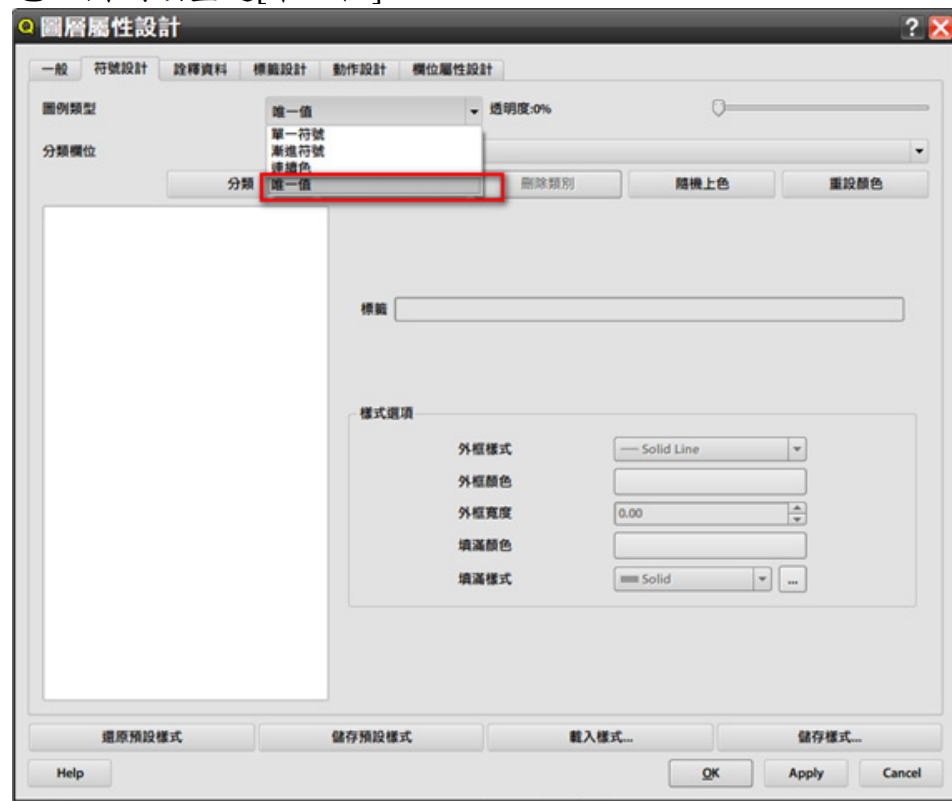 圖層屬性設計
一般 符號設計 詮釋資料 標籤設計 動作設計 欄位屬性設計
圖例類型 唯一值 透明度:0%
單一符號
漸進符號
分類欄位
連續色
唯一值
分類 刪除類別 隨機上色 重設顏色
標籤
樣式選項
外框樣式 Solid Line
外框顏色
外框寬度 0.00
填滿顏色
填滿樣式 Solid ...
還原預設樣式 儲存預設樣式 載入樣式... 儲存樣式...
Help OK Apply Cancel